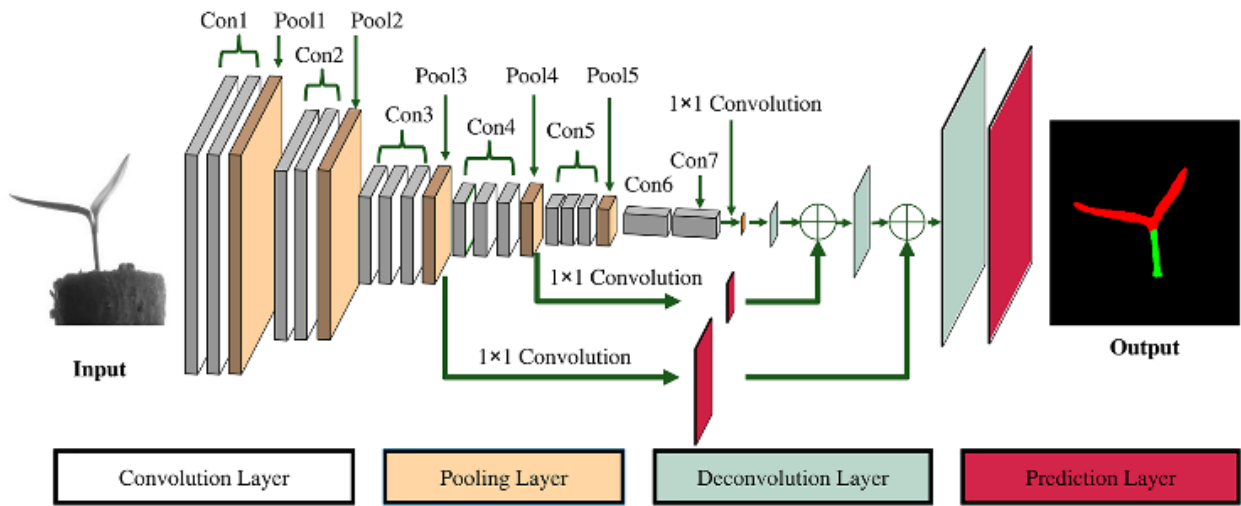 Con1
Pool1
Pool2
Con2
Pool3
Pool4
Pool5
1×1 Convolution
Con3
Con4
Con5
Con7
Con6
1×1 Convolution
1×1 Convolution
Input
Output
Convolution Layer
Pooling Layer
Deconvolution Layer
Prediction Layer